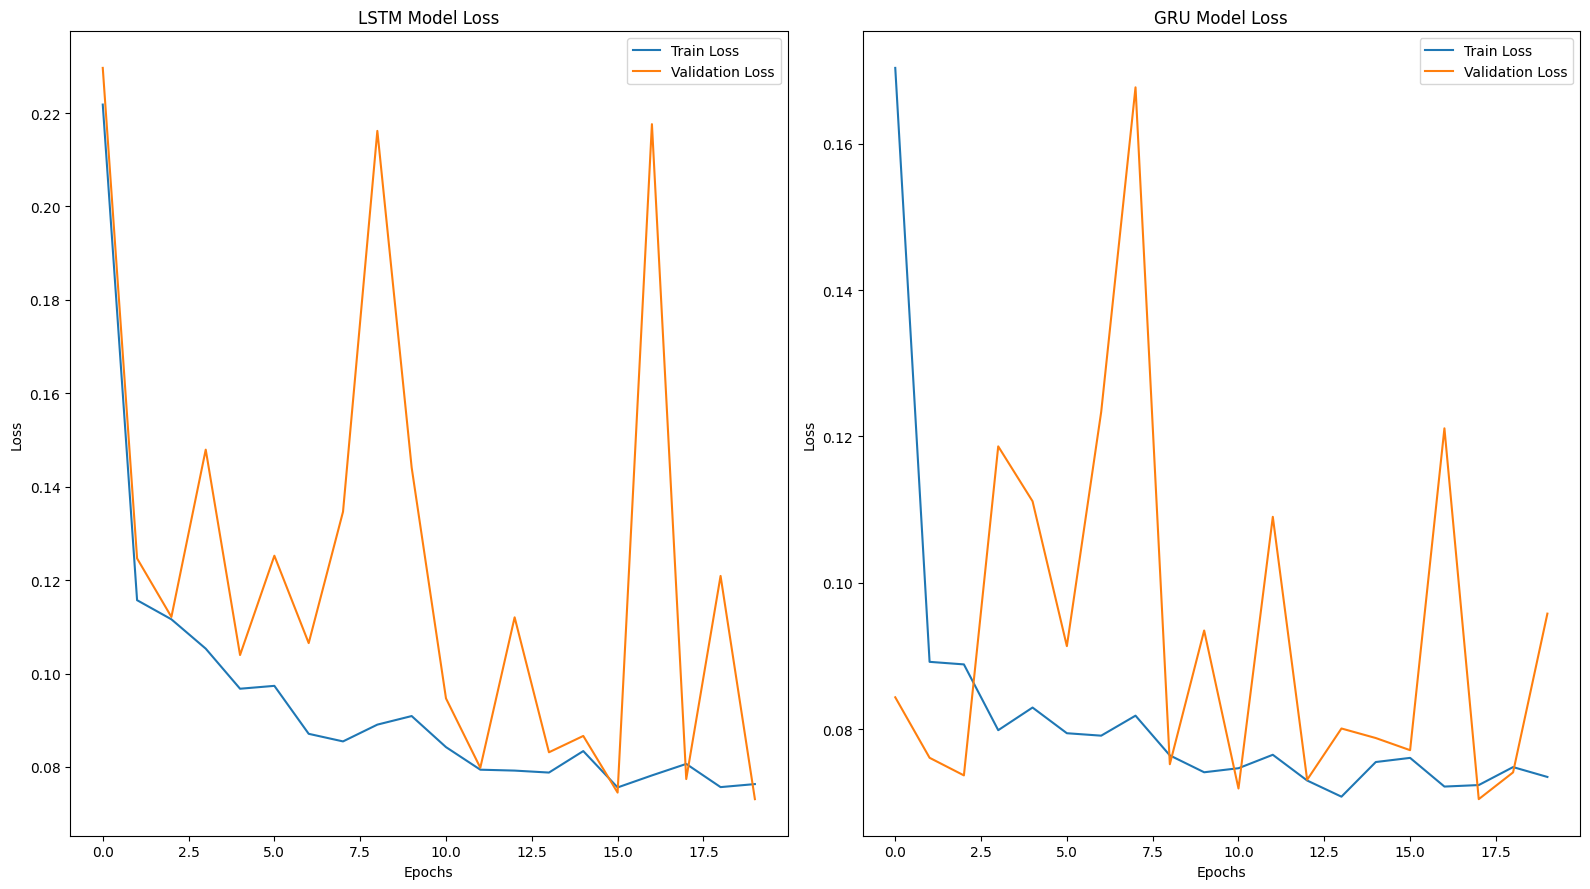 LSTM Model Loss
Train Loss
Validation Loss
0.22
0.20
0.18
0.16
0.14
0.12
0.10
0.08
Loss
0.0
2.5
5.0
7.5
10.0
12.5
15.0
17.5
Epochs
GRU Model Loss
Train Loss
Validation Loss
0.16
0.14
0.12
0.10
0.08
Loss
0.0
2.5
5.0
7.5
10.0
12.5
15.0
17.5
Epochs